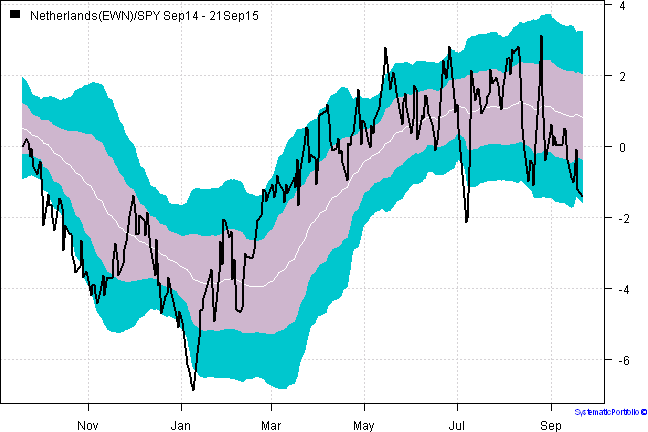 Netherlands(EWN)/SPY Sep14 - 21Sep15
4
2
0
-2
-4
-6
Nov Jan Mar May Jul Sep
SystematicPortfolio ©